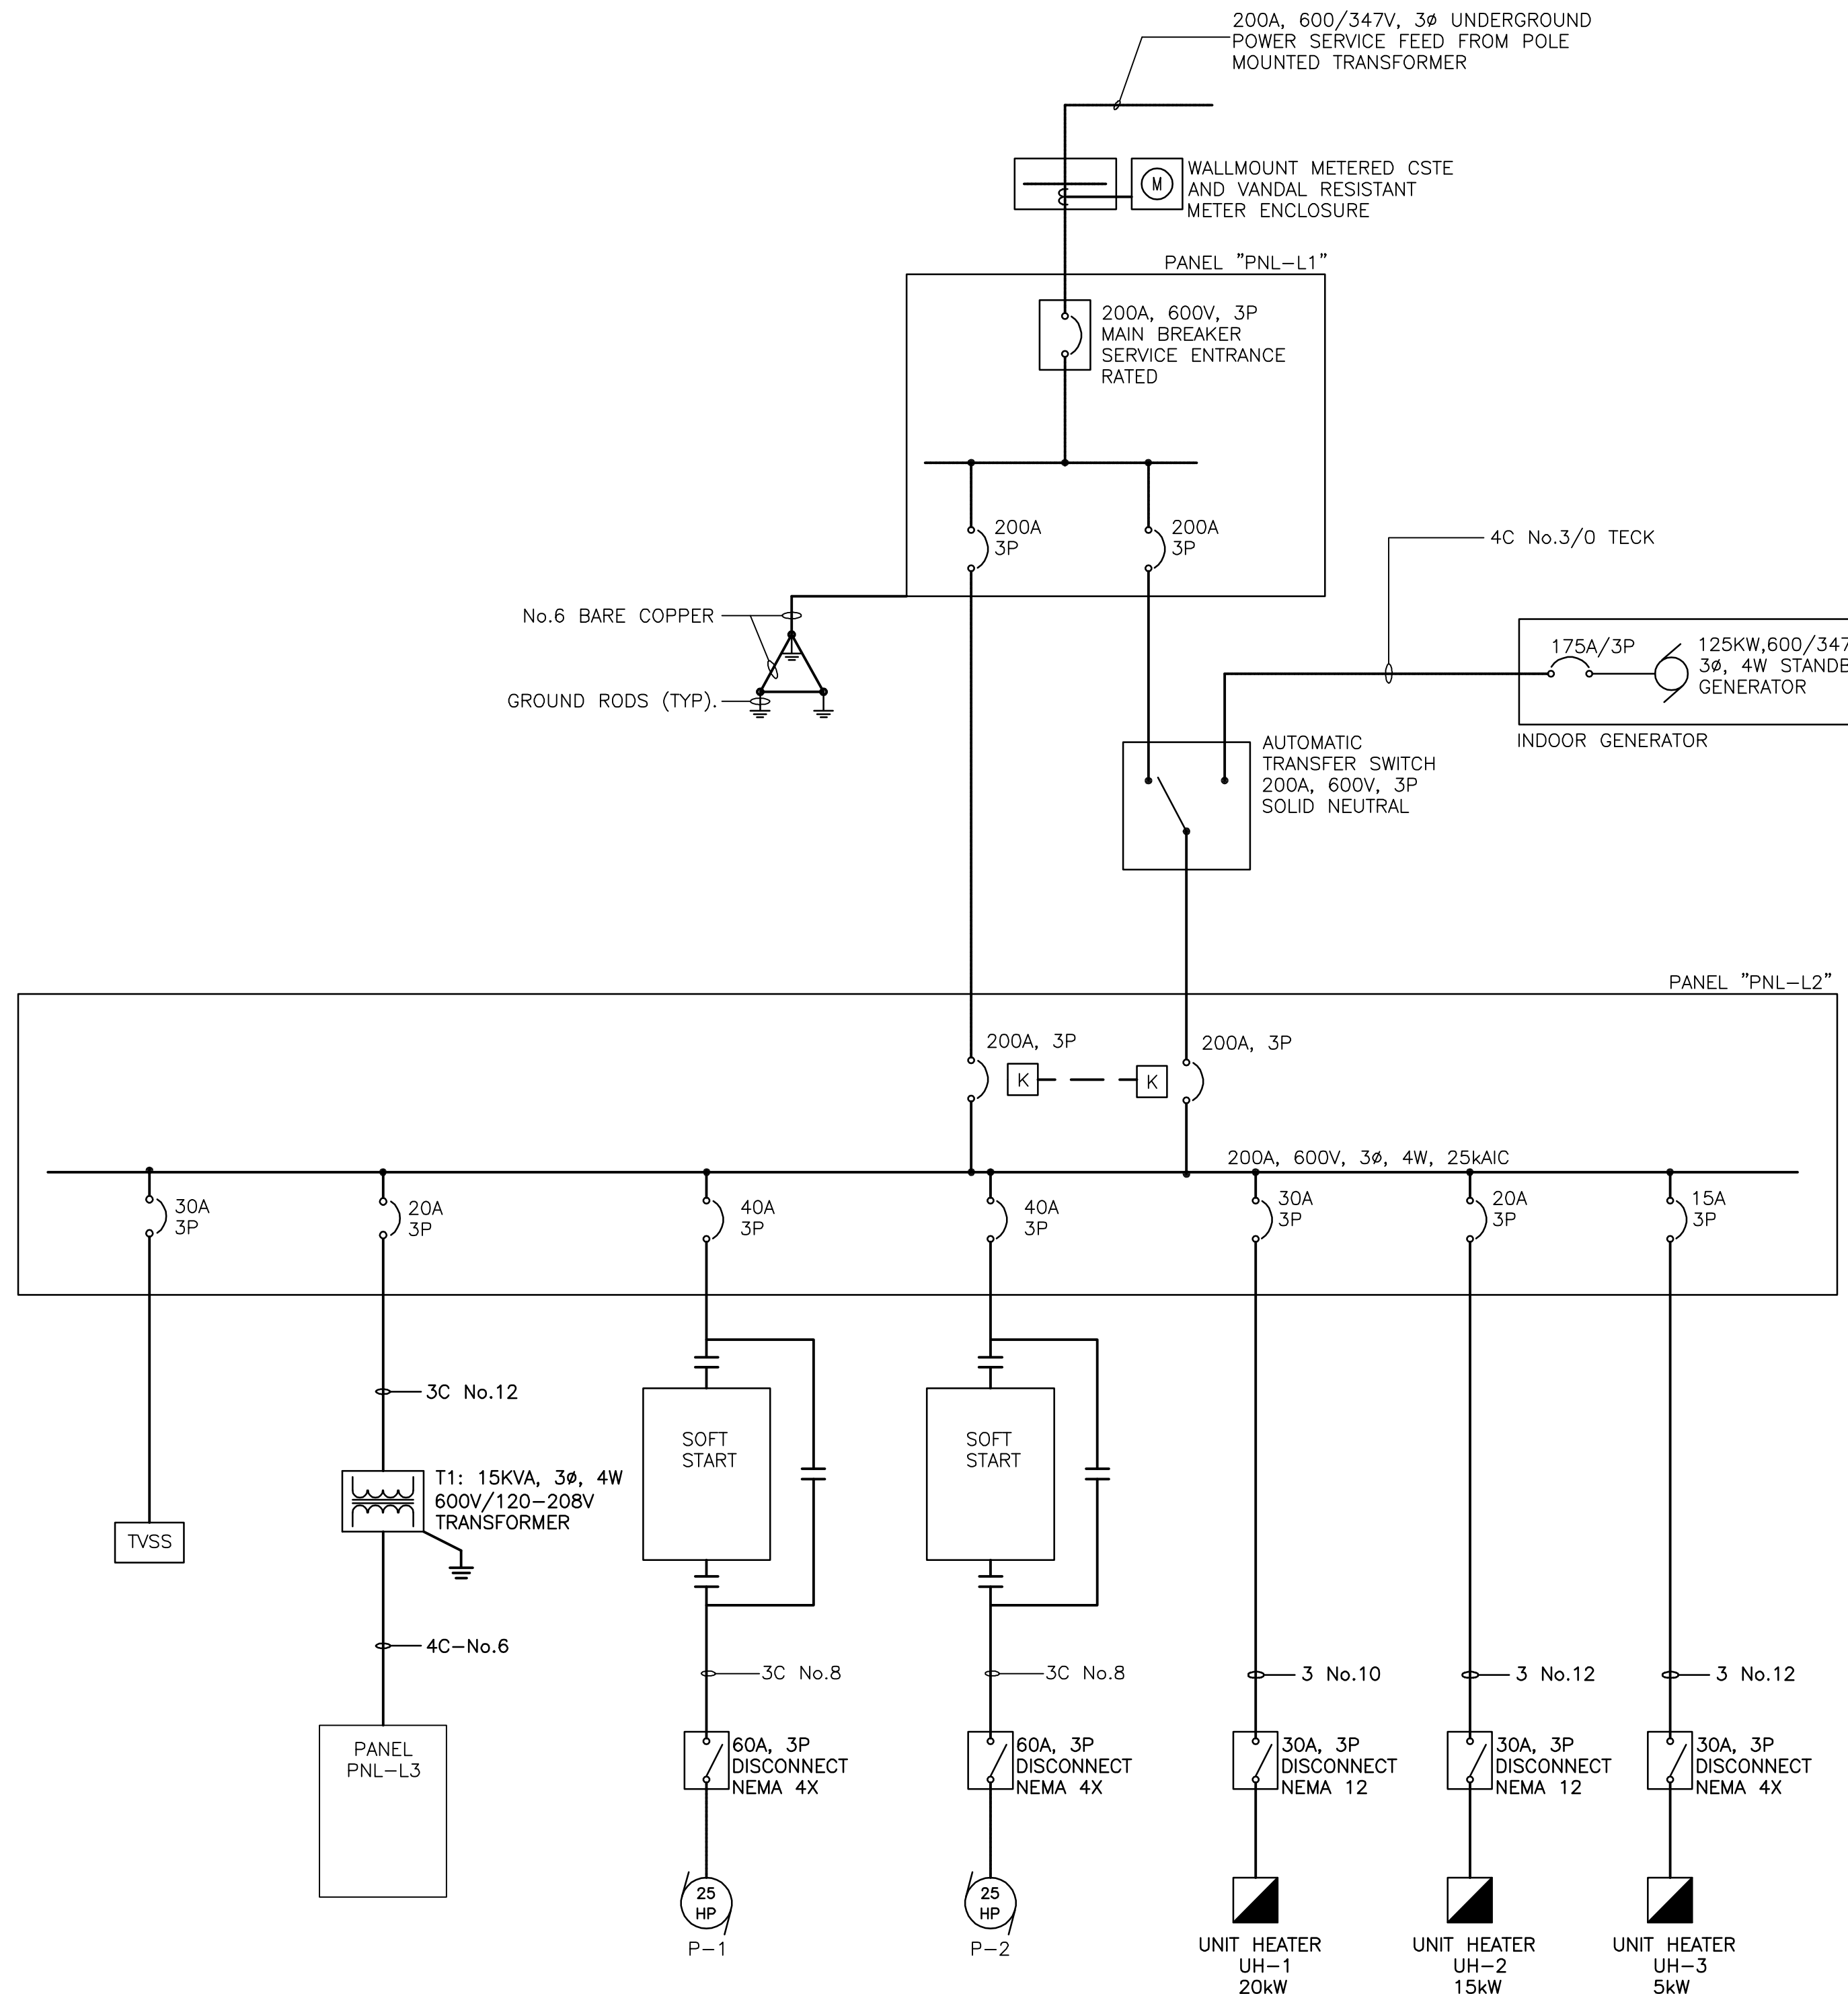 200A, 600/347V, 3ø UNDERGROUND
POWER SERVICE FEED FROM POLE
MOUNTED TRANSFORMER
M
WALLMOUNT METERED CSTE
AND VANDAL RESISTANT
METER ENCLOSURE
PANEL "PNL-L1"
200A, 600V, 3P
MAIN BREAKER
SERVICE ENTRANCE
RATED
200A
3P
200A
3P
4C No.3/0 TECK
No.6 BARE COPPER
GROUND RODS (TYP).
175A/3P
125KW,600/347
3ø, 4W STANDB
GENERATOR
INDOOR GENERATOR
AUTOMATIC
TRANSFER SWITCH
200A, 600V, 3P
SOLID NEUTRAL
PANEL "PNL-L2"
200A, 3P
200A, 3P
K
K
200A, 600V, 3ø, 4W, 25kAIC
30A
3P
20A
3P
40A
3P
40A
3P
30A
3P
20A
3P
15A
3P
3C No.12
SOFT
START
SOFT
START
T1: 15KVA, 3ø, 4W
600V/120-208V
TRANSFORMER
TVSS
4C-No.6
3C No.8
3C No.8
3 No.10
3 No.12
3 No.12
PANEL
PNL-L3
60A, 3P
DISCONNECT
NEMA 4X
60A, 3P
DISCONNECT
NEMA 4X
30A, 3P
DISCONNECT
NEMA 12
30A, 3P
DISCONNECT
NEMA 12
30A, 3P
DISCONNECT
NEMA 4X
25
HP
P-1
25
HP
P-2
UNIT HEATER
UH-1
20kW
UNIT HEATER
UH-2
15kW
UNIT HEATER
UH-3
5kW